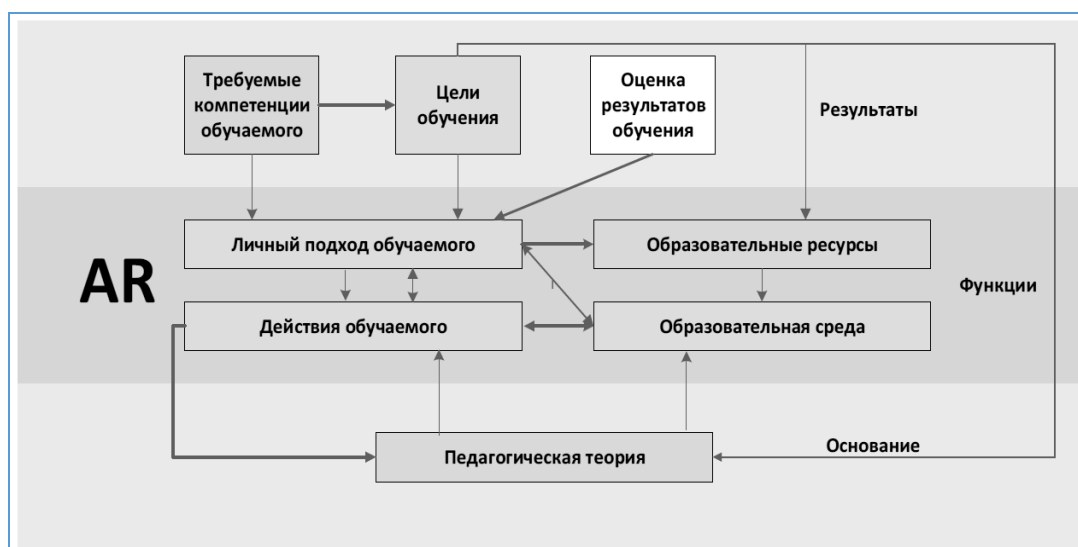 Требуемые
компетенции
обучаемого
Цели
обучения
Оценка
результатов
обучения
Результаты
AR
Личный подход обучаемого
Образовательные ресурсы
Функции
Действия обучаемого
Образовательная среда
Основание
Педагогическая теория